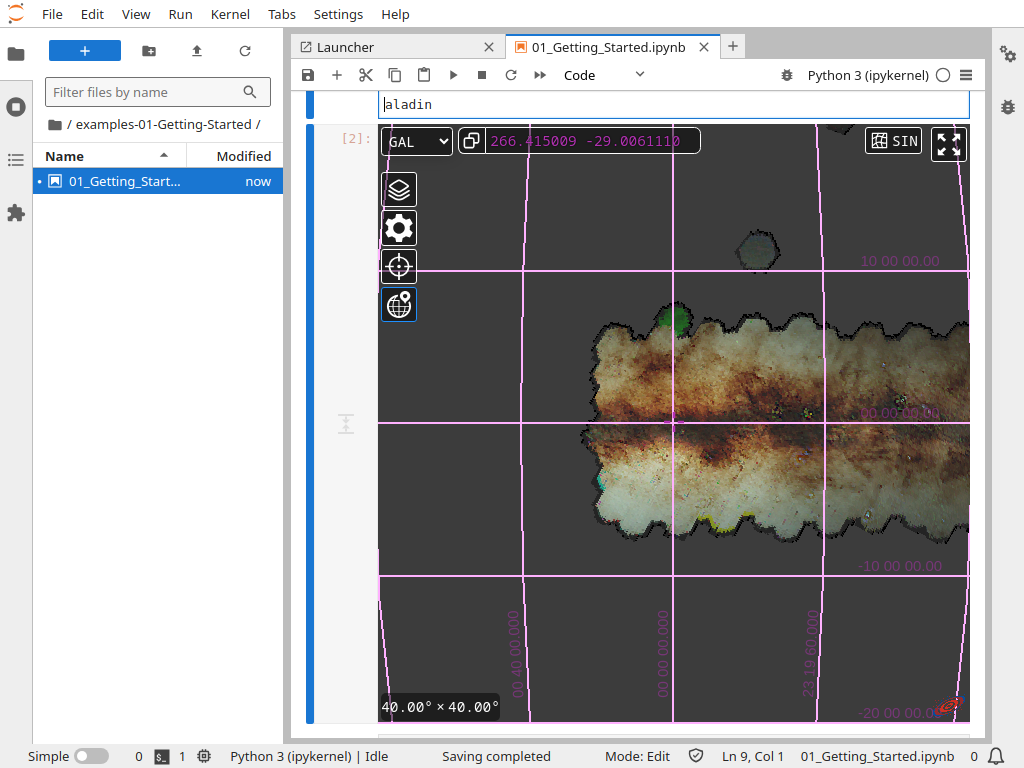 File Edit View Run Kernel Tabs Settings Help
Filter files by name
/ examples-01-Getting-Started /
Name Modified
01_Getting_Start... now
Launcher
01_Getting_Started.ipynb
Code
Python 3 (ipykernel)
aladin
[2]:
GAL
266.415009 -29.0061110
SIN
10 00 00.00
00 00 00.00
-10 00 00.00
-20 00 00.00
00 40 00.000
00 00 00.000
23 19 60.000
40.00° × 40.00°
Simple 0 1 Python 3 (ipykernel) | Idle Saving completed Mode: Edit Ln 9, Col 1 01_Getting_Started.ipynb 0